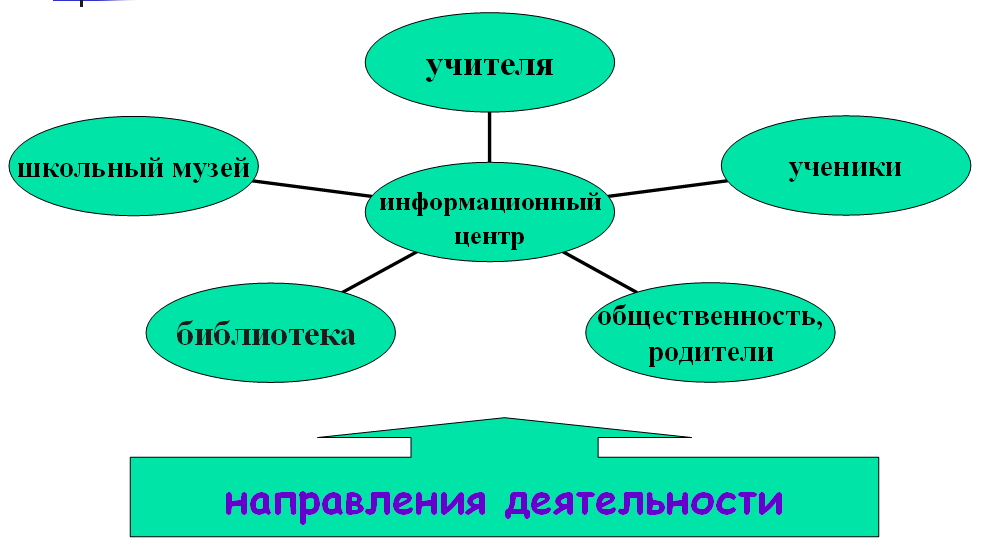 учителя
школьный музей
ученики
информационный
центр
библиотека
общественность,
родители
направления деятельности